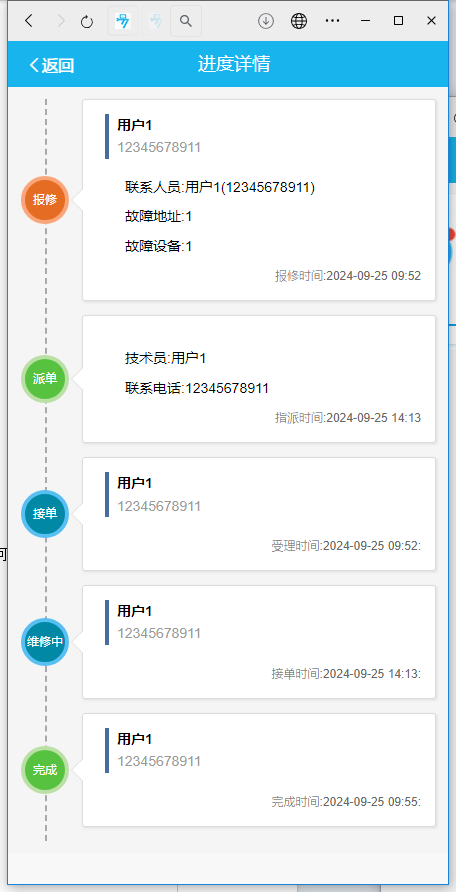 返回
进度详情
用户1
12345678911
报修
联系人员:用户1(12345678911)
故障地址:1
故障设备:1
报修时间:2024-09-25 09:52
派单
技术员:用户1
联系电话:12345678911
指派时间:2024-09-25 14:13
接单
用户1
12345678911
受理时间:2024-09-25 09:52:
维修中
用户1
12345678911
接单时间:2024-09-25 14:13:
完成
用户1
12345678911
完成时间:2024-09-25 09:55: